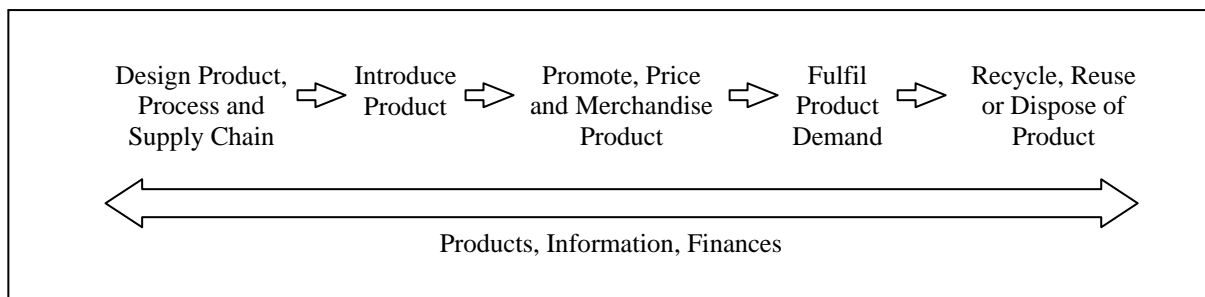 Design Product,
Process and
Supply Chain
Introduce
Product
Promote, Price
and Merchandise
Product
Fulfil
Product
Demand
Recycle, Reuse
or Dispose of
Product
Products, Information, Finances